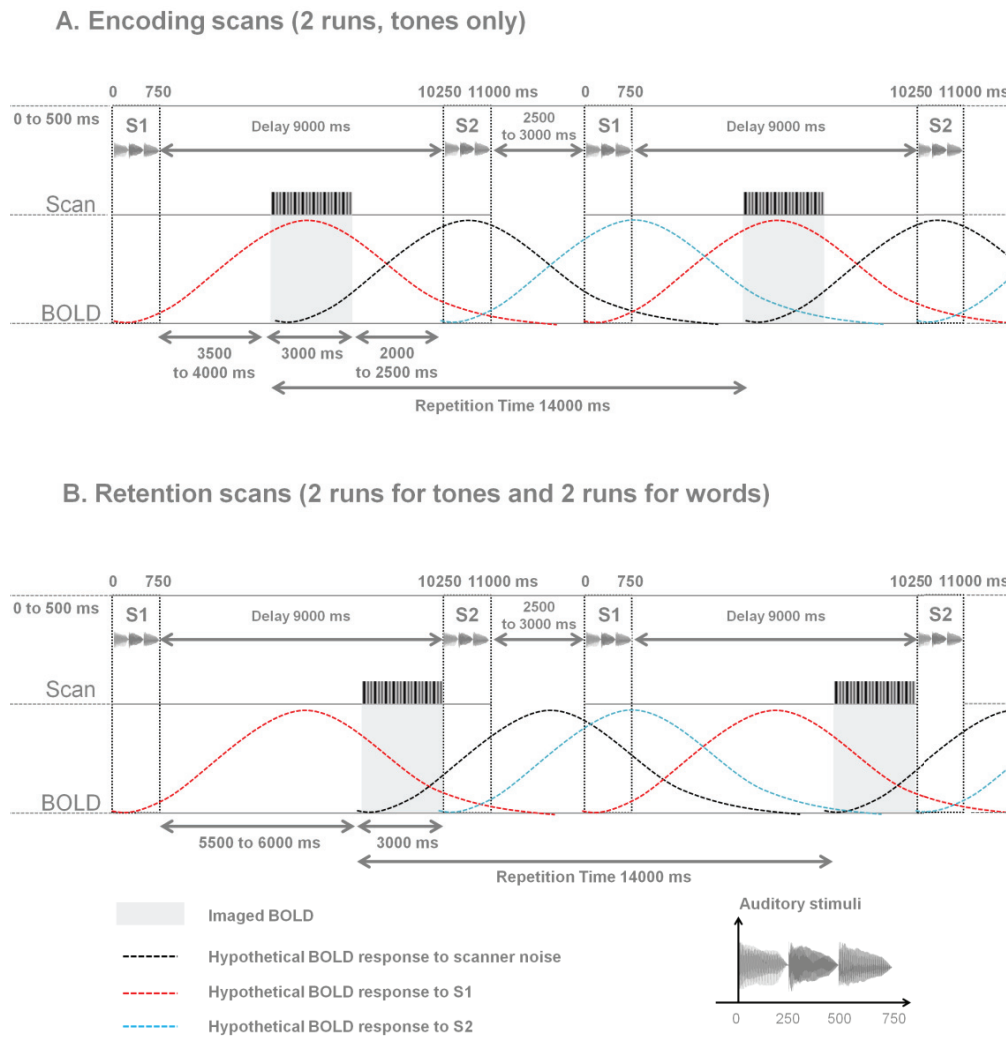 A. Encoding scans (2 runs, tones only)
0 750 10250 11000 ms 0 750 10250 11000 ms
0 to 500 ms S1 Delay 9000 ms S2 2500 to 3000 ms S1 Delay 9000 ms S2
Scan
BOLD
3500 to 4000 ms 3000 ms 2000 to 2500 ms
Repetition Time 14000 ms
B. Retention scans (2 runs for tones and 2 runs for words)
0 750 10250 11000 ms 0 750 10250 11000 ms
0 to 500 ms S1 Delay 9000 ms S2 2500 to 3000 ms S1 Delay 9000 ms S2
Scan
BOLD
5500 to 6000 ms 3000 ms
Repetition Time 14000 ms
Imaged BOLD
Hypothetical BOLD response to scanner noise
Hypothetical BOLD response to S1
Hypothetical BOLD response to S2
Auditory stimuli
0 250 500 750